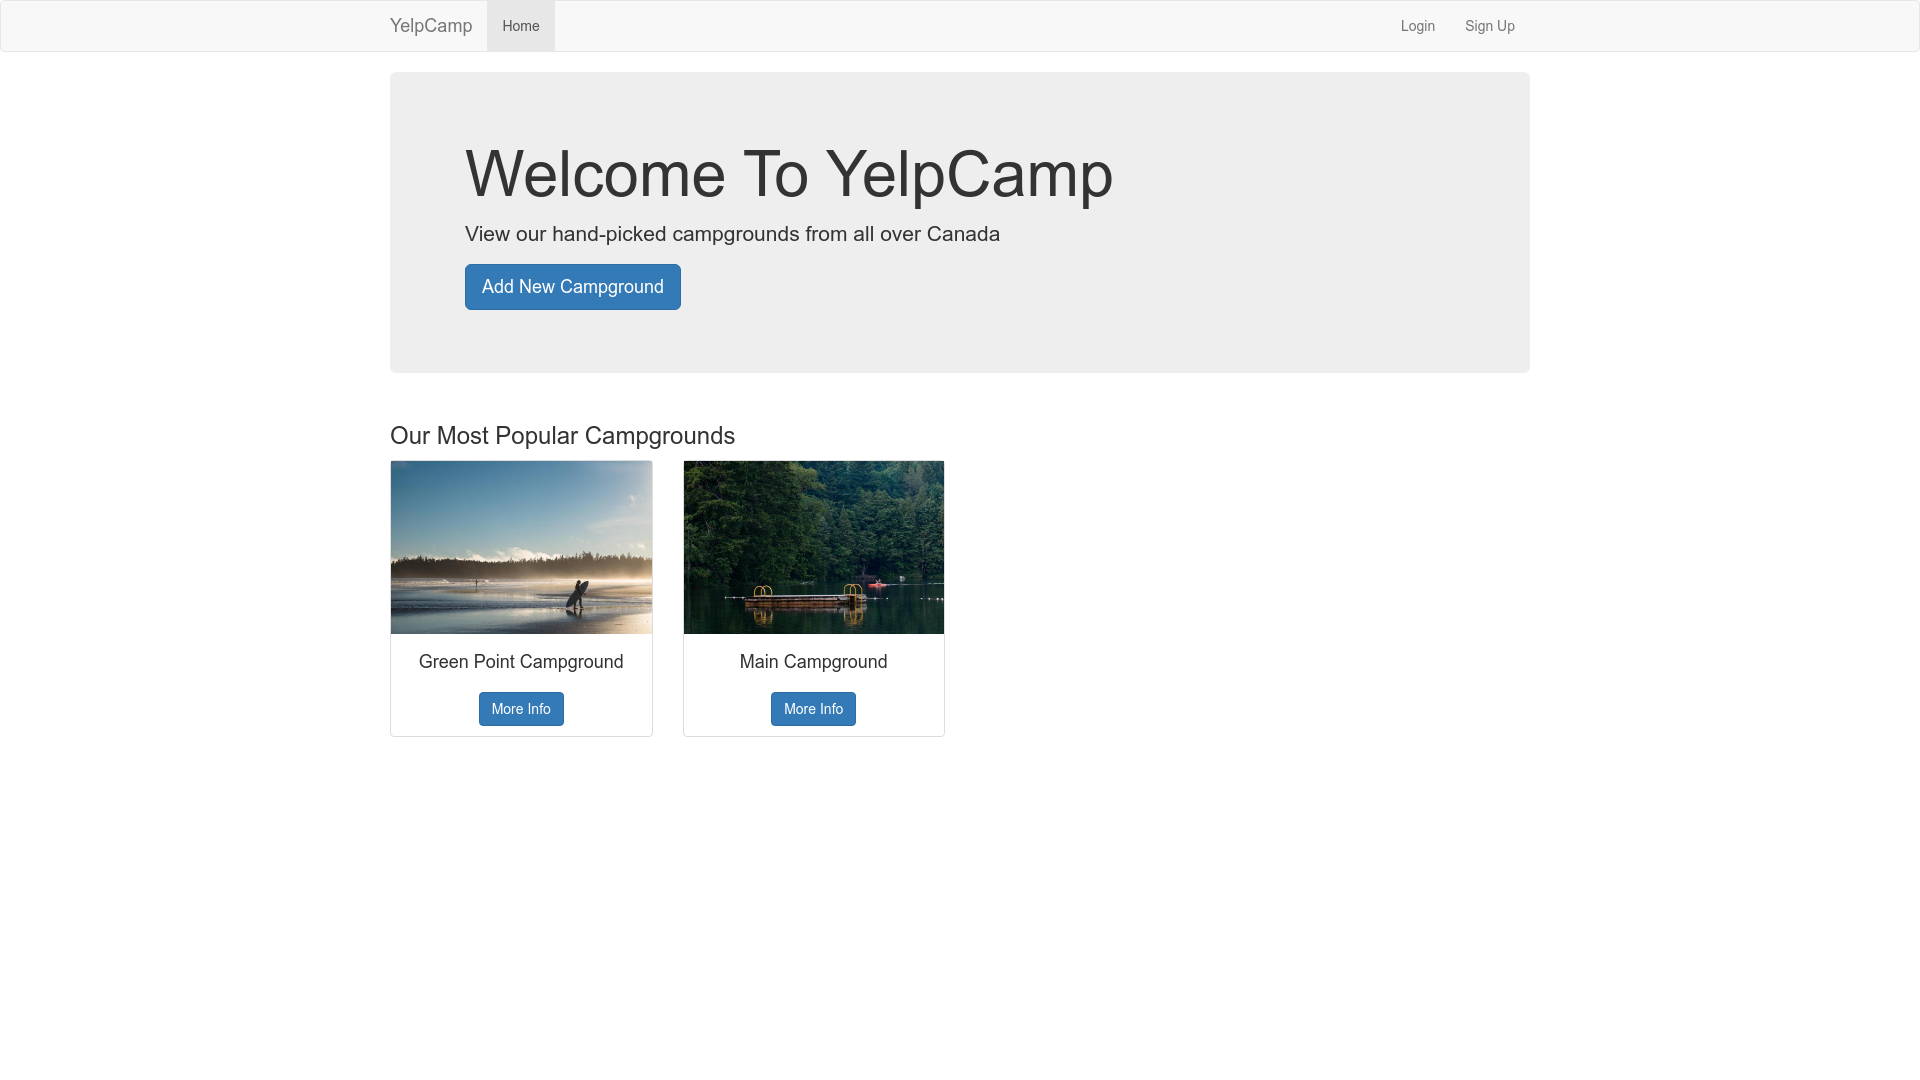 YelpCamp
Home
Login
Sign Up
Welcome To YelpCamp
View our hand-picked campgrounds from all over Canada
Add New Campground
Our Most Popular Campgrounds
Green Point Campground
More Info
Main Campground
More Info